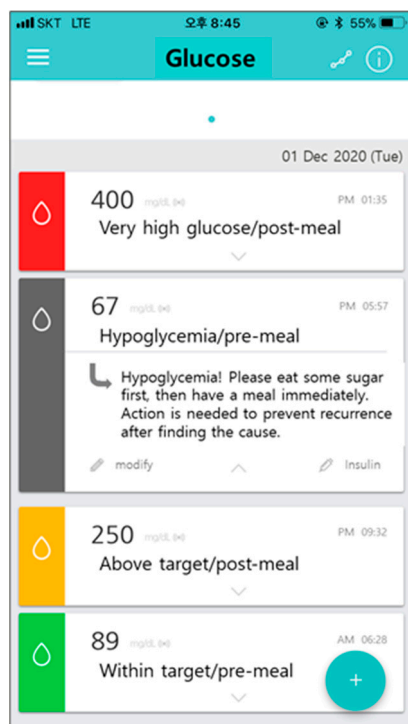 SKT LTE 오후 8:45 55%
Glucose
01 Dec 2020 (Tue)
400 mg/dL PM 01:35
Very high glucose/post-meal
67 mg/dL PM 05:57
Hypoglycemia/pre-meal
Hypoglycemia! Please eat some sugar
first, then have a meal immediately.
Action is needed to prevent recurrence
after finding the cause.
modify Insulin
250 mg/dL PM 09:32
Above target/post-meal
89 mg/dL AM 06:28
Within target/pre-meal
+